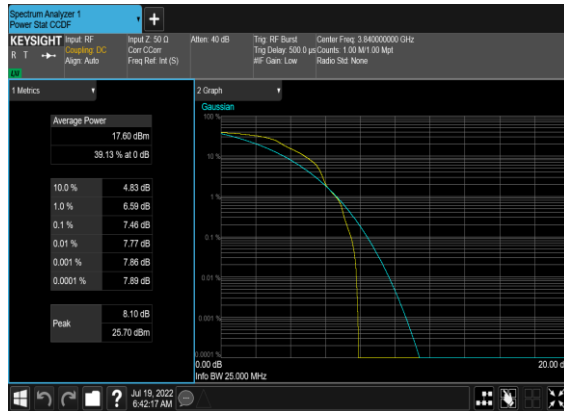 Spectrum Analyzer 1
Power Stat CCDF
+
KEYSIGHT
R T
LXI
Input: RF
Coupling: DC
Align: Auto
Input Z: 50 Ω
Corr CCorr
Freq Ref: Int (S)
Atten: 40 dB
Trig: RF Burst
Trig Delay: 500.0 µs
#IF Gain: Low
Center Freq: 3.840000000 GHz
Counts: 1.00 M/1.00 Mpt
Radio Std: None
1 Metrics
Average Power
17.60 dBm
39.13 % at 0 dB
10.0 % 4.83 dB
1.0 % 6.59 dB
0.1 % 7.46 dB
0.01 % 7.77 dB
0.001 % 7.86 dB
0.0001 % 7.89 dB
Peak
8.10 dB
25.70 dBm
2 Graph
Gaussian
100 %
10 %
1 %
0.1 %
0.01 %
0.001 %
0.0001 %
0.00 dB
20.00 d
Info BW 25.000 MHz
?
Jul 19, 2022
6:42:17 AM